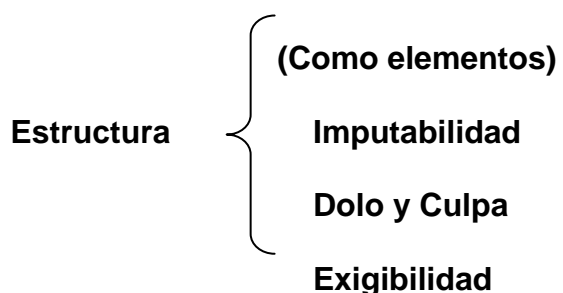 (Como elementos)
Estructura
Imputabilidad
Dolo y Culpa
Exigibilidad